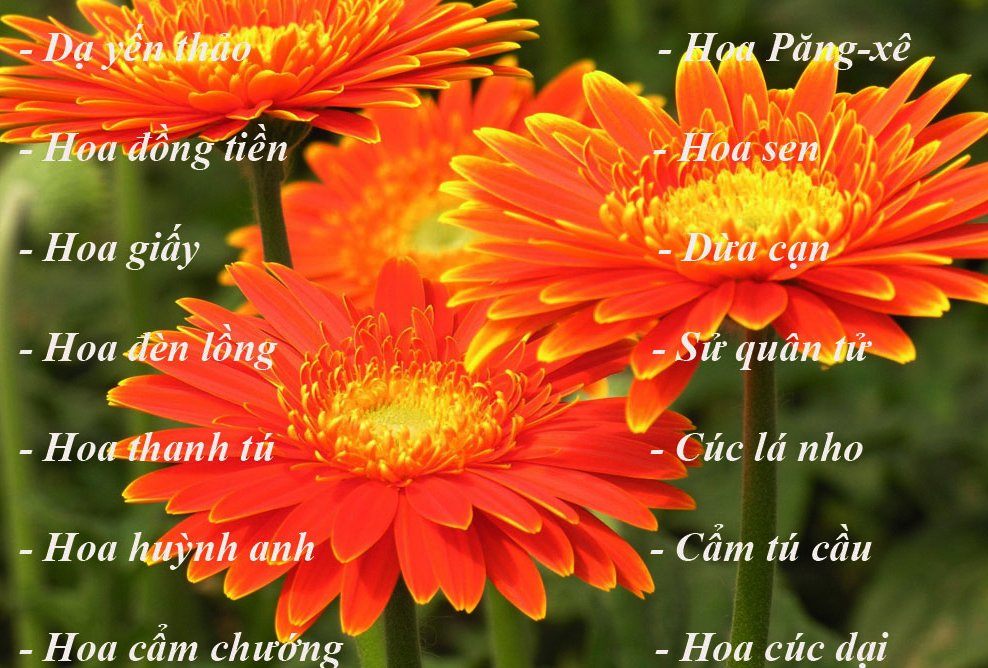 - Dạ yến thảo
- Hoa đồng tiền
- Hoa giấy
- Hoa đèn lồng
- Hoa thanh tú
- Hoa huỳnh anh
- Hoa cẩm chướng
- Hoa Păng-xê
- Hoa sen
- Dừa cạn
- Sử quân tử
- Cúc lá nho
- Cẩm tú cầu
- Hoa cúc dại